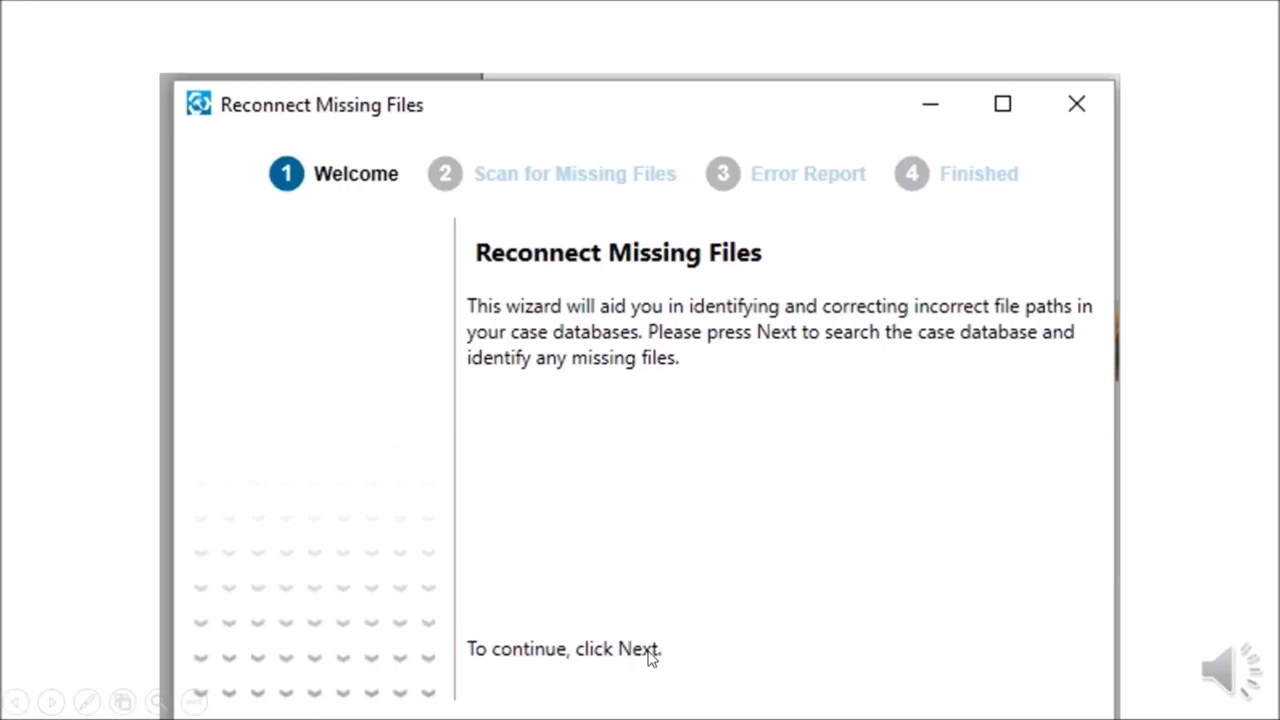 Reconnect Missing Files
1 Welcome 2 Scan for Missing Files 3 Error Report 4 Finished
Reconnect Missing Files
This wizard will aid you in identifying and correcting incorrect file paths in
your case databases. Please press Next to search the case database and
identify any missing files.
To continue, click Next.